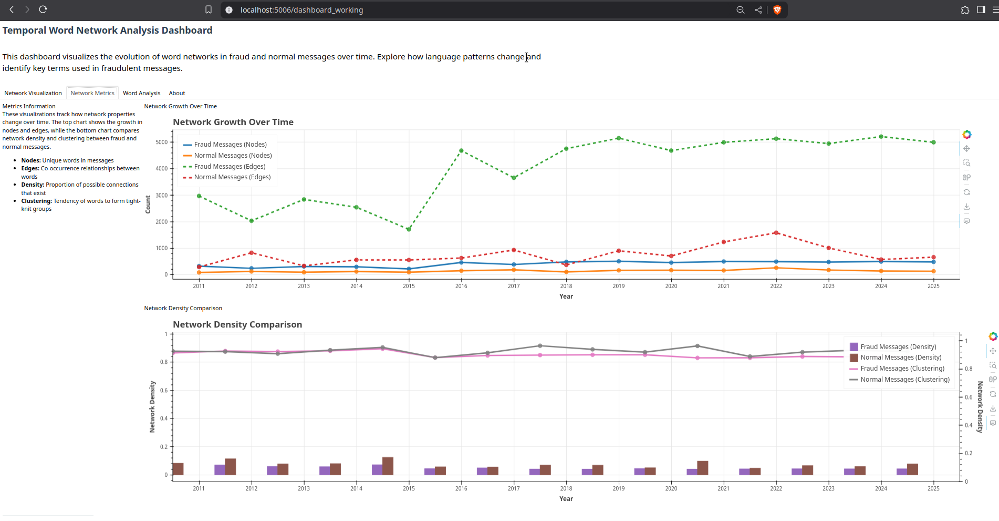 localhost:5006/dashboard_working
Temporal Word Network Analysis Dashboard
This dashboard visualizes the evolution of word networks in fraud and normal messages over time. Explore how language patterns change and
identify key terms used in fraudulent messages.
Network Visualization
Network Metrics
Word Analysis
About
Metrics Information
These visualizations track how network properties
change over time. The top chart shows the growth in
nodes and edges, while the bottom chart compares
network density and clustering between fraud and
normal messages.
• Nodes: Unique words in messages
• Edges: Co-occurrence relationships between
words
• Density: Proportion of possible connections
that exist
• Clustering: Tendency of words to form tight-
knit groups
Network Growth Over Time
Network Growth Over Time
Fraud Messages (Nodes)
Normal Messages (Nodes)
Fraud Messages (Edges)
Normal Messages (Edges)
5000
4000
3000
2000
1000
0
Count
2011 2012 2013 2014 2015 2016 2017 2018 2019 2020 2021 2022 2023 2024 2025
Year
Network Density Comparison
Network Density Comparison
Fraud Messages (Density)
Normal Messages (Density)
Fraud Messages (Clustering)
Normal Messages (Clustering)
1
0.8
0.6
0.4
0.2
0
Network Density
1
0.8
0.6
0.4
0.2
0
Network Density
2011 2012 2013 2014 2015 2016 2017 2018 2019 2020 2021 2022 2023 2024 2025
Year